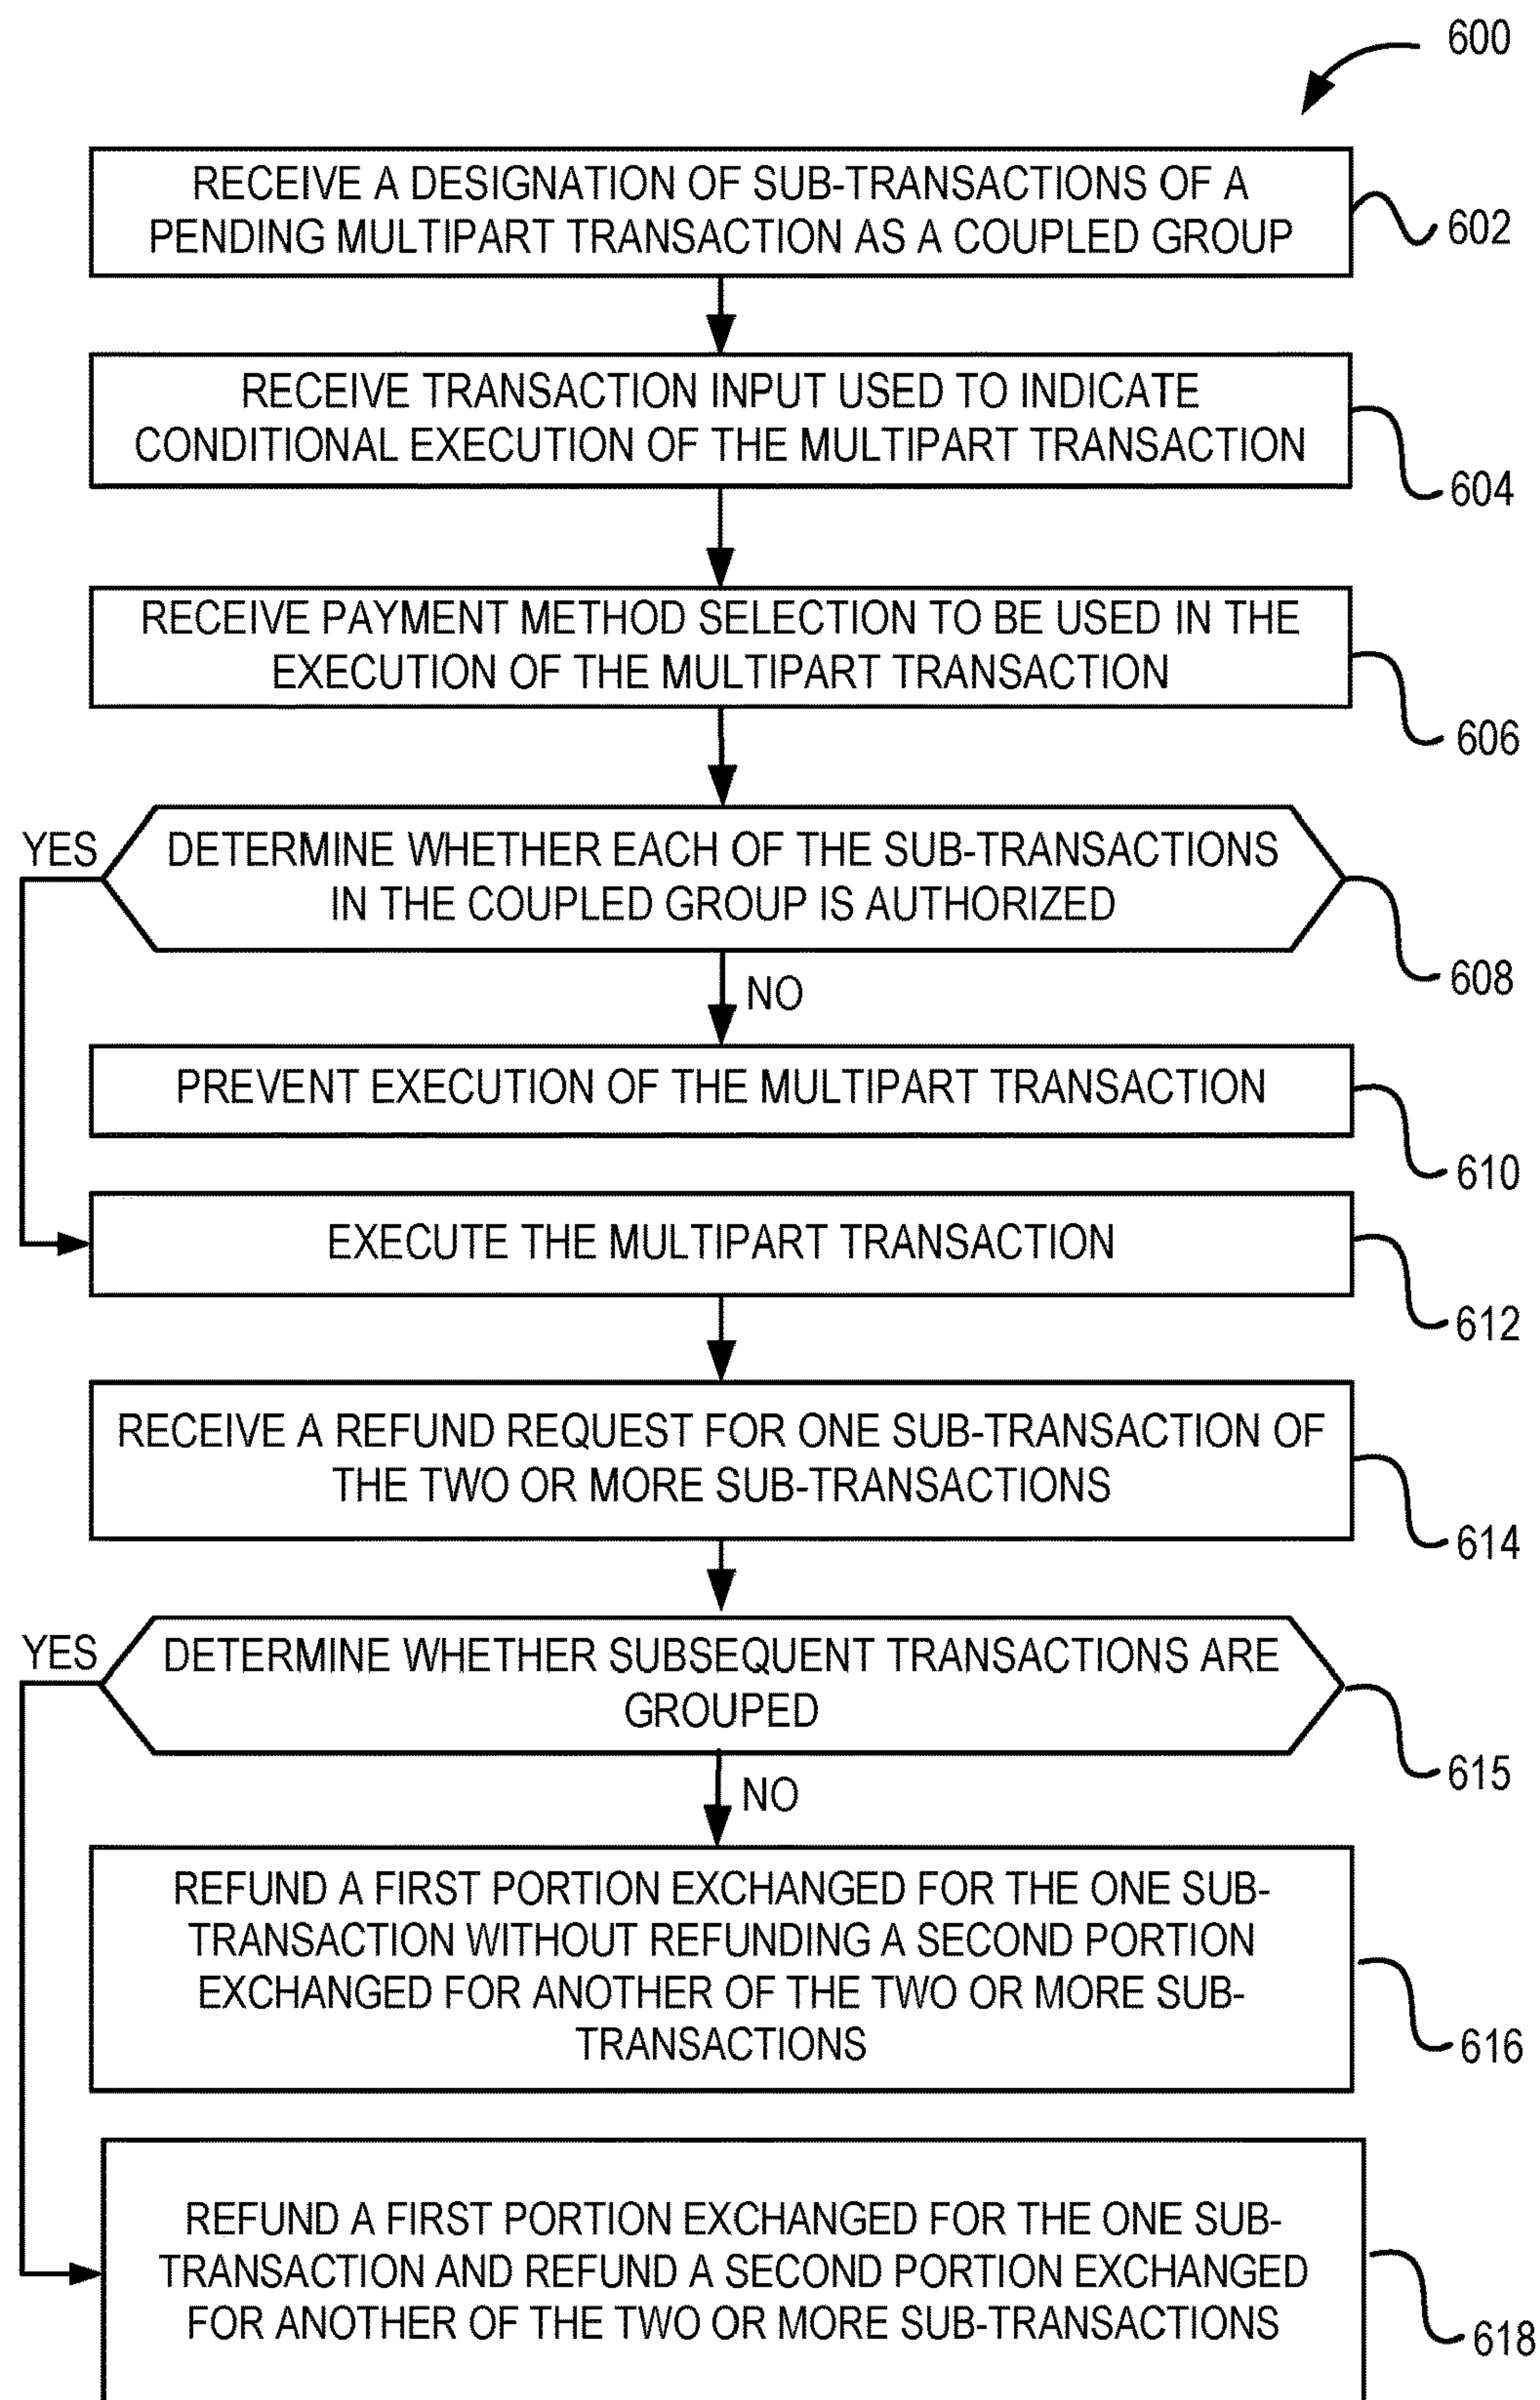 600
RECEIVE A DESIGNATION OF SUB-TRANSACTIONS OF A
PENDING MULTIPART TRANSACTION AS A COUPLED GROUP
602
RECEIVE TRANSACTION INPUT USED TO INDICATE
CONDITIONAL EXECUTION OF THE MULTIPART TRANSACTION
604
RECEIVE PAYMENT METHOD SELECTION TO BE USED IN THE
EXECUTION OF THE MULTIPART TRANSACTION
606
YES
DETERMINE WHETHER EACH OF THE SUB-TRANSACTIONS
IN THE COUPLED GROUP IS AUTHORIZED
608
NO
PREVENT EXECUTION OF THE MULTIPART TRANSACTION
610
EXECUTE THE MULTIPART TRANSACTION
612
RECEIVE A REFUND REQUEST FOR ONE SUB-TRANSACTION OF
THE TWO OR MORE SUB-TRANSACTIONS
614
YES
DETERMINE WHETHER SUBSEQUENT TRANSACTIONS ARE
GROUPED
615
NO
REFUND A FIRST PORTION EXCHANGED FOR THE ONE SUB-
TRANSACTION WITHOUT REFUNDING A SECOND PORTION
EXCHANGED FOR ANOTHER OF THE TWO OR MORE SUB-
TRANSACTIONS
616
REFUND A FIRST PORTION EXCHANGED FOR THE ONE SUB-
TRANSACTION AND REFUND A SECOND PORTION EXCHANGED
FOR ANOTHER OF THE TWO OR MORE SUB-TRANSACTIONS
618